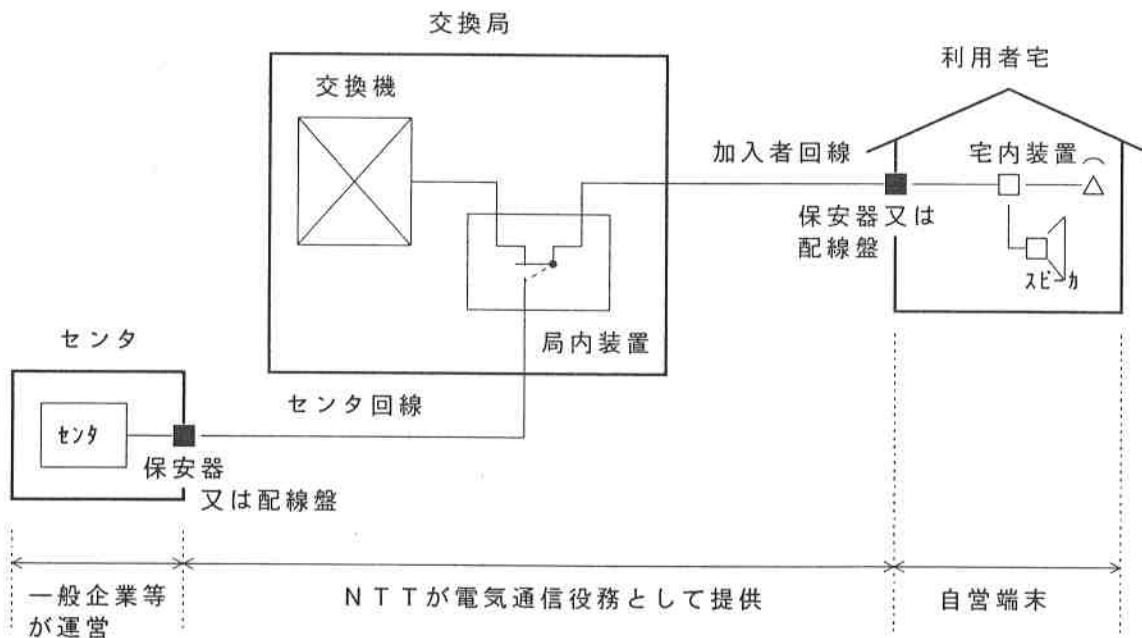 交換局
交換機
利用者宅
加入者回線
宅内装置
保安器又は
配線盤
スピーカ
局内装置
センタ
センタ回線
センタ
保安器
又は配線盤
一般企業等
が運営
NTTが電気通信役務として提供
自営端末